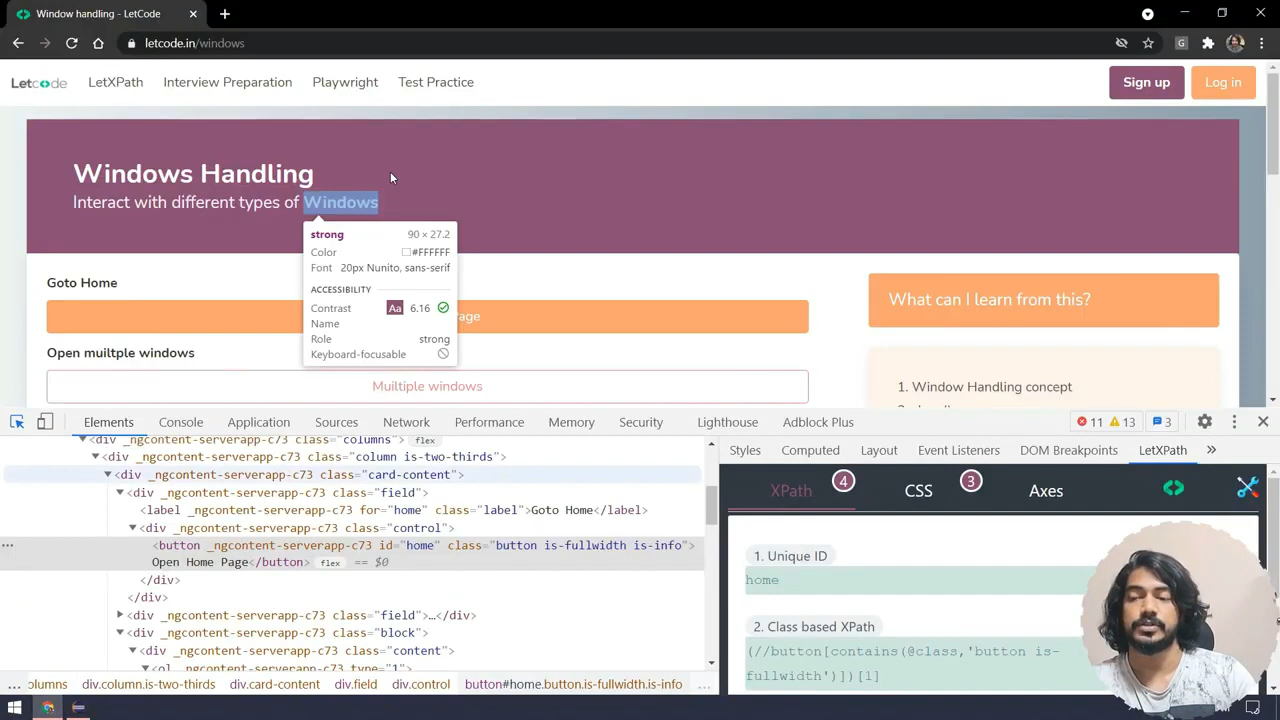 Window handling - LetCode
letcode.in/windows
G
Letcode LetXPath Interview Preparation Playwright Test Practice Sign up Log in
Windows Handling
Interact with different types of Windows
strong 90 × 27.2
Color #FFFFFF
Font 20px Nunito, sans-serif
ACCESSIBILITY
Contrast Aa 6.16
Name
Role strong
Keyboard-focusable
Goto Home
Page
Open muiltple windows
Muiltiple windows
What can I learn from this?
1. Window Handling concept
Elements Console Application Sources Network Performance Memory Security Lighthouse Adblock Plus 11 13 3
<div _ngcontent-serverapp-c73 class="columns"> flex
<div _ngcontent-serverapp-c73 class="column is-two-thirds">
<div _ngcontent-serverapp-c73 class="card-content">
<div _ngcontent-serverapp-c73 class="field">
<label _ngcontent-serverapp-c73 for="home" class="label">Goto Home</label>
<div _ngcontent-serverapp-c73 class="control">
<button _ngcontent-serverapp-c73 id="home" class="button is-fullwidth is-info">
Open Home Page</button> flex == $0
</div>
</div>
<div _ngcontent-serverapp-c73 class="field">…</div>
<div _ngcontent-serverapp-c73 class="block">
<div _ngcontent-serverapp-c73 class="content">
<ol _ngcontent-serverapp-c73 type="1">
... olumns div.column.is-two-thirds div.card-content div.field div.control button#home.button.is-fullwidth.is-info ...
Styles Computed Layout Event Listeners DOM Breakpoints LetXPath
XPath 4 CSS 3 Axes
1. Unique ID
home
2. Class based XPath
(//button[contains(@class,'button is-
fullwidth')])[1]